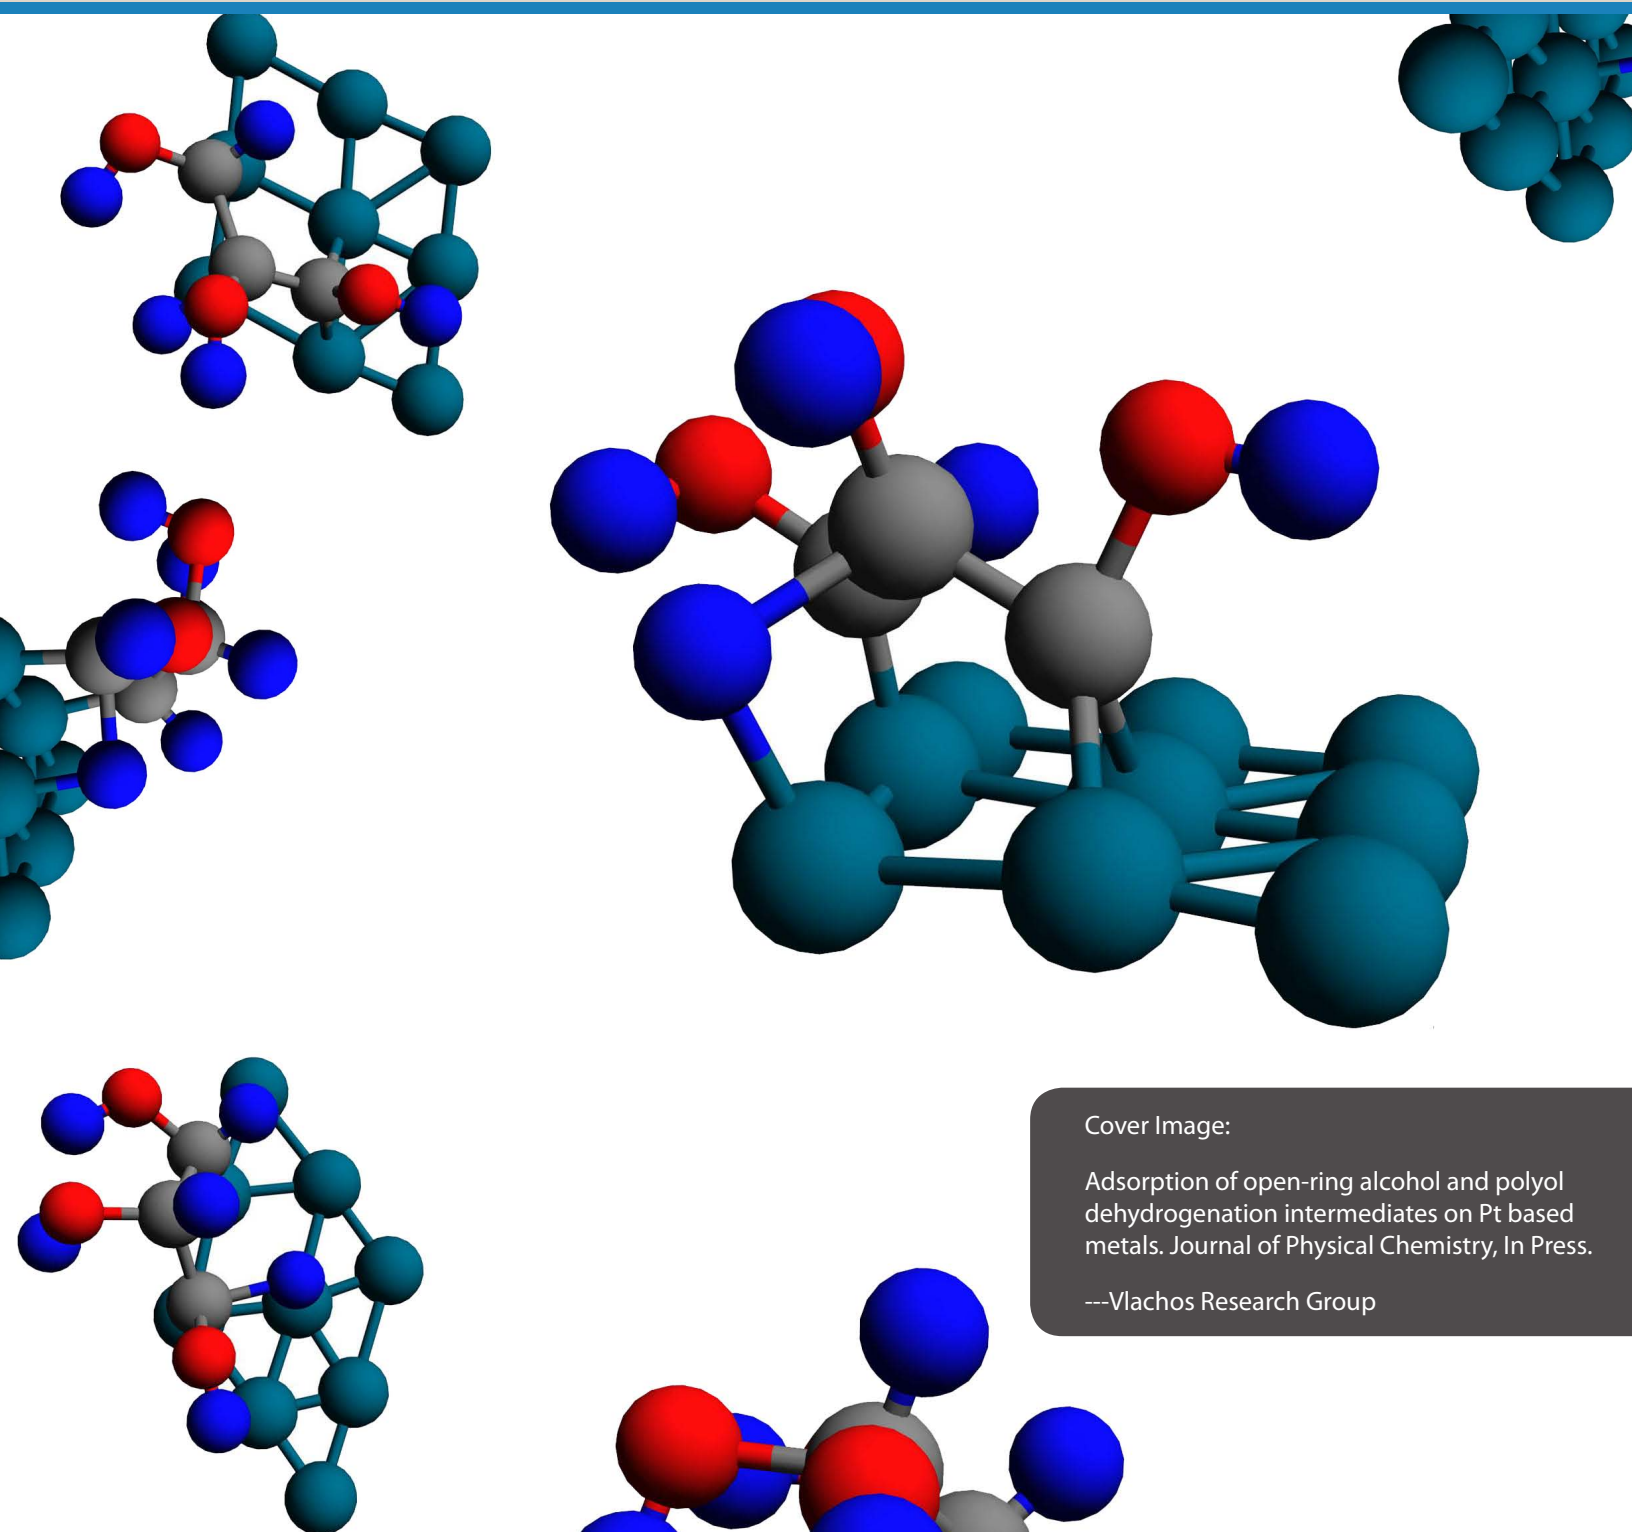 Cover Image:
Adsorption of open-ring alcohol and polyol
dehydrogenation intermediates on Pt based
metals. Journal of Physical Chemistry, In Press.
---Vlachos Research Group